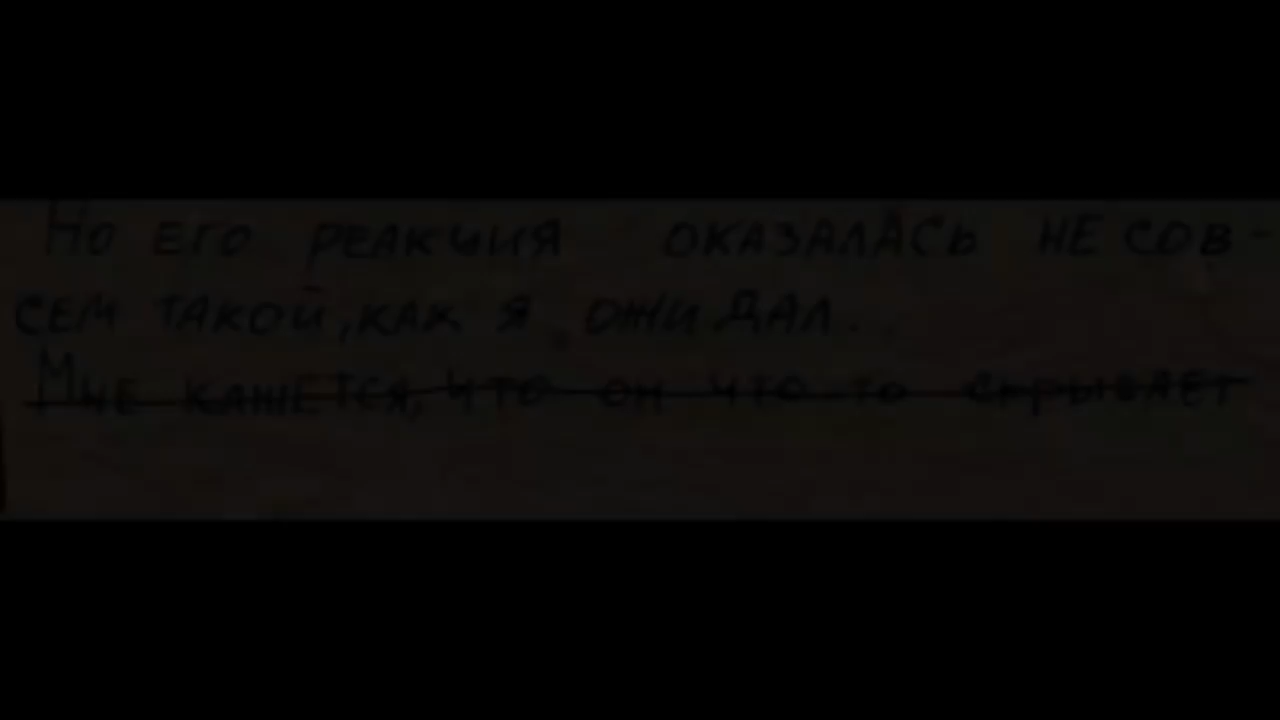 Но его реакция оказалась не сов-
сем такой, как я ожидал.
Мне кажется, что он что то скрывает